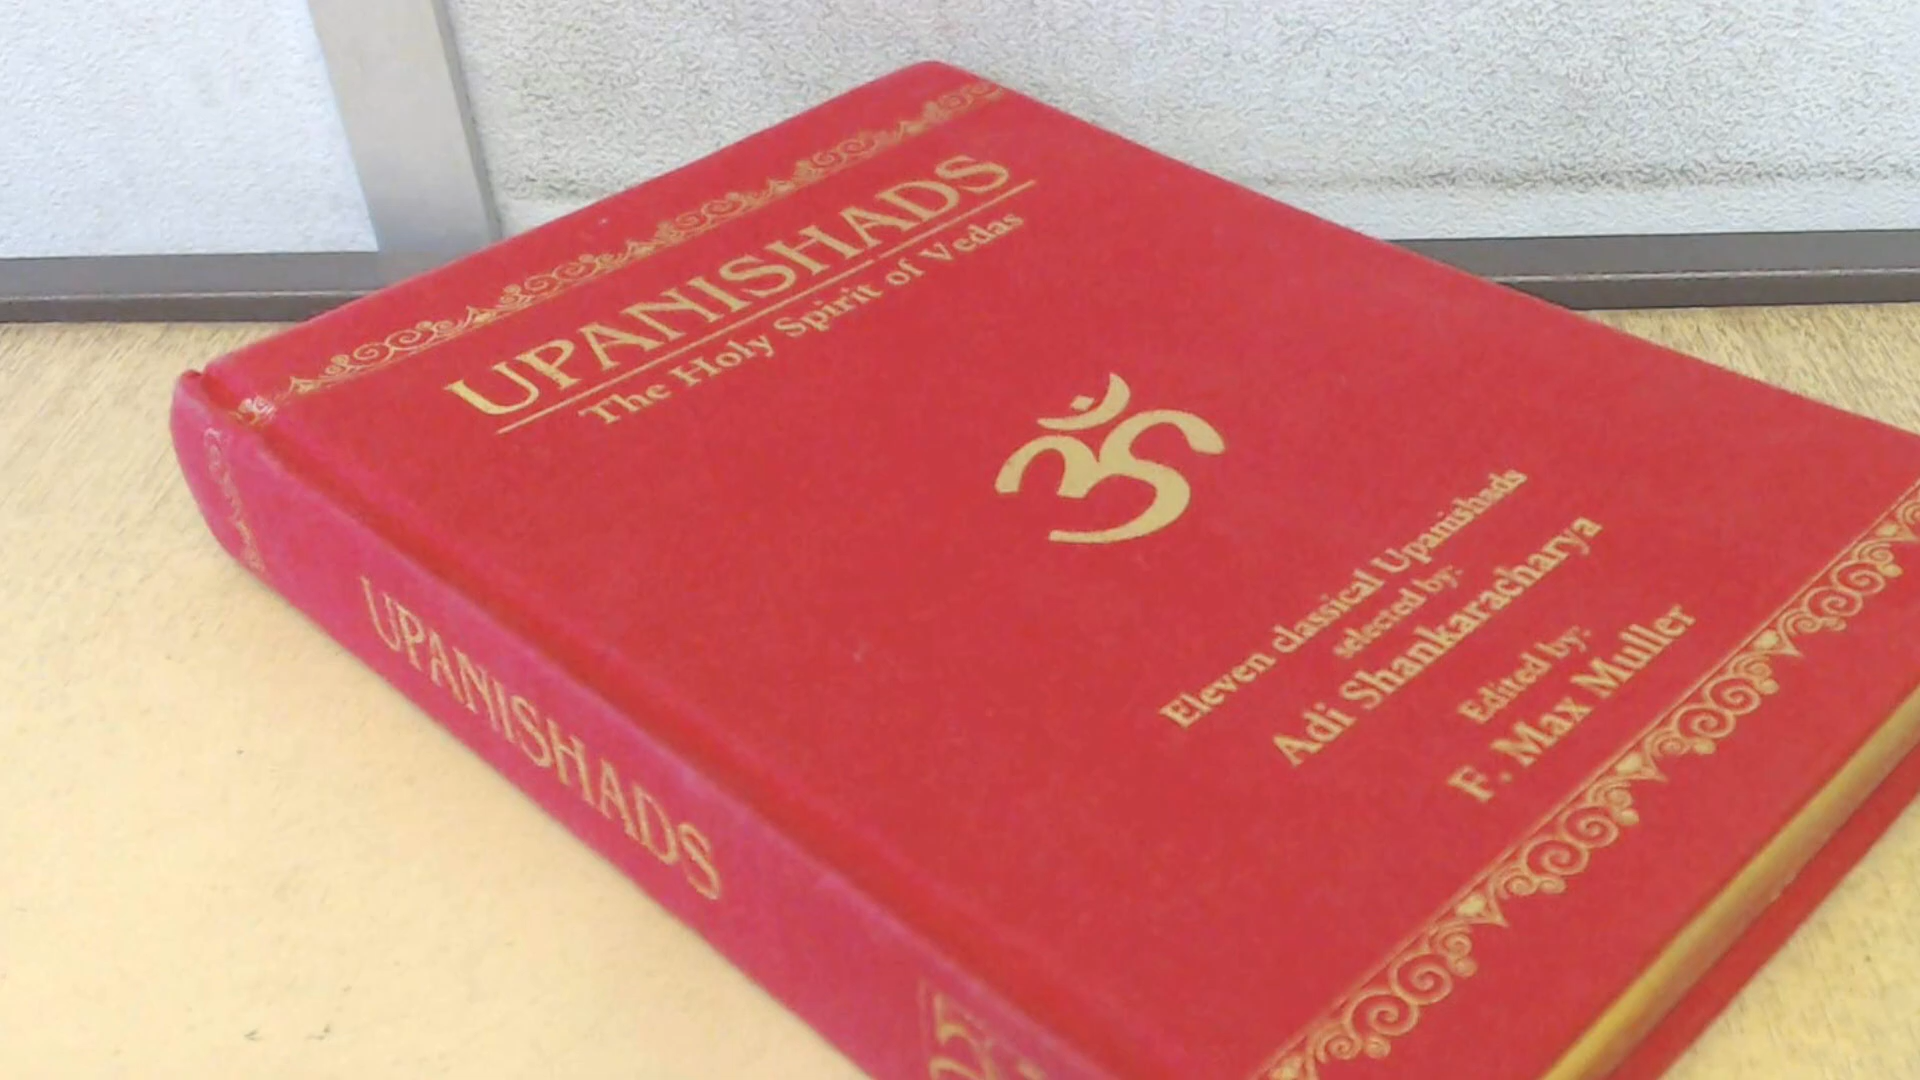 UPANISHADS
The Holy Spirit of Vedas
ॐ
Eleven classical Upanishads
selected by:
Adi Shankaracharya
Edited by:
F. Max Muller
UPANISHADS